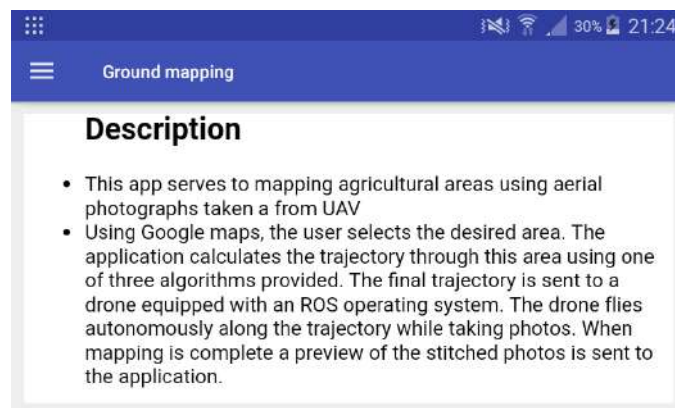 30% 21:24
Ground mapping
Description
• This app serves to mapping agricultural areas using aerial
photographs taken a from UAV
• Using Google maps, the user selects the desired area. The
application calculates the trajectory through this area using one
of three algorithms provided. The final trajectory is sent to a
drone equipped with an ROS operating system. The drone flies
autonomously along the trajectory while taking photos. When
mapping is complete a preview of the stitched photos is sent to
the application.